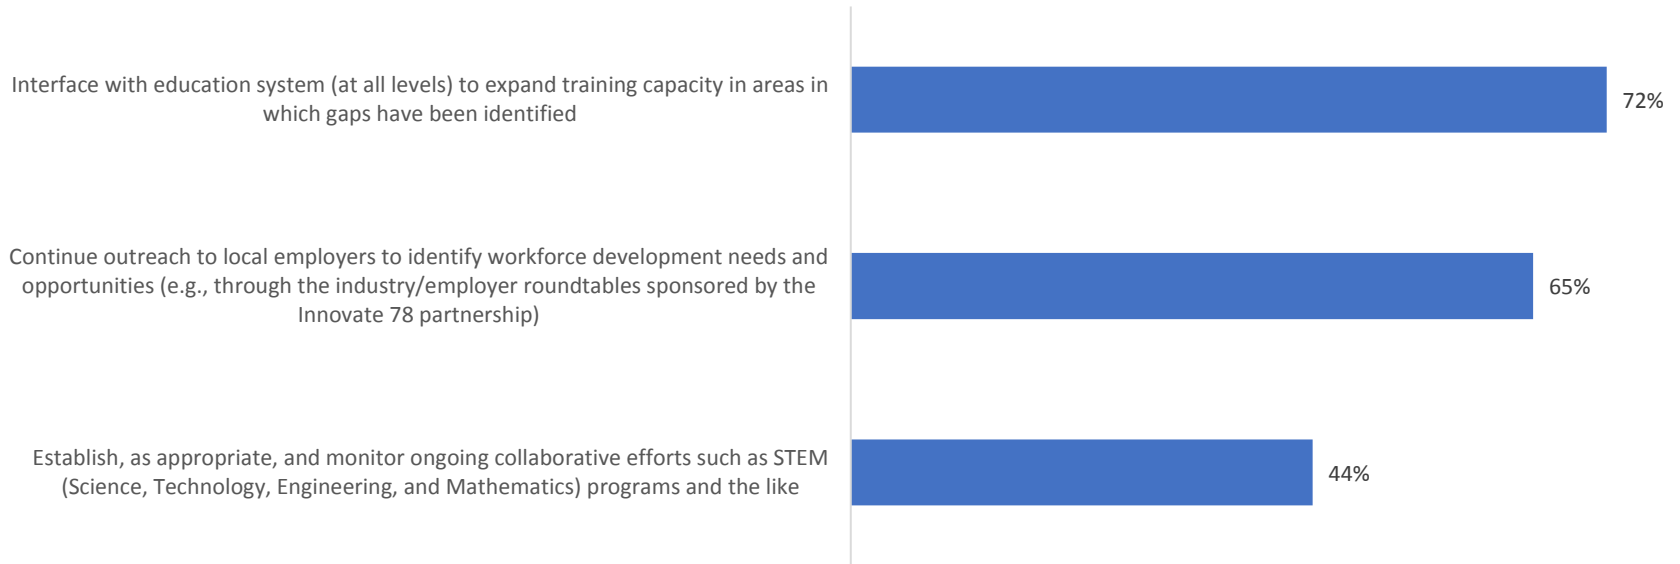 Interface with education system (at all levels) to expand training capacity in areas in
which gaps have been identified
72%
Continue outreach to local employers to identify workforce development needs and
opportunities (e.g., through the industry/employer roundtables sponsored by the
Innovate 78 partnership)
65%
Establish, as appropriate, and monitor ongoing collaborative efforts such as STEM
(Science, Technology, Engineering, and Mathematics) programs and the like
44%